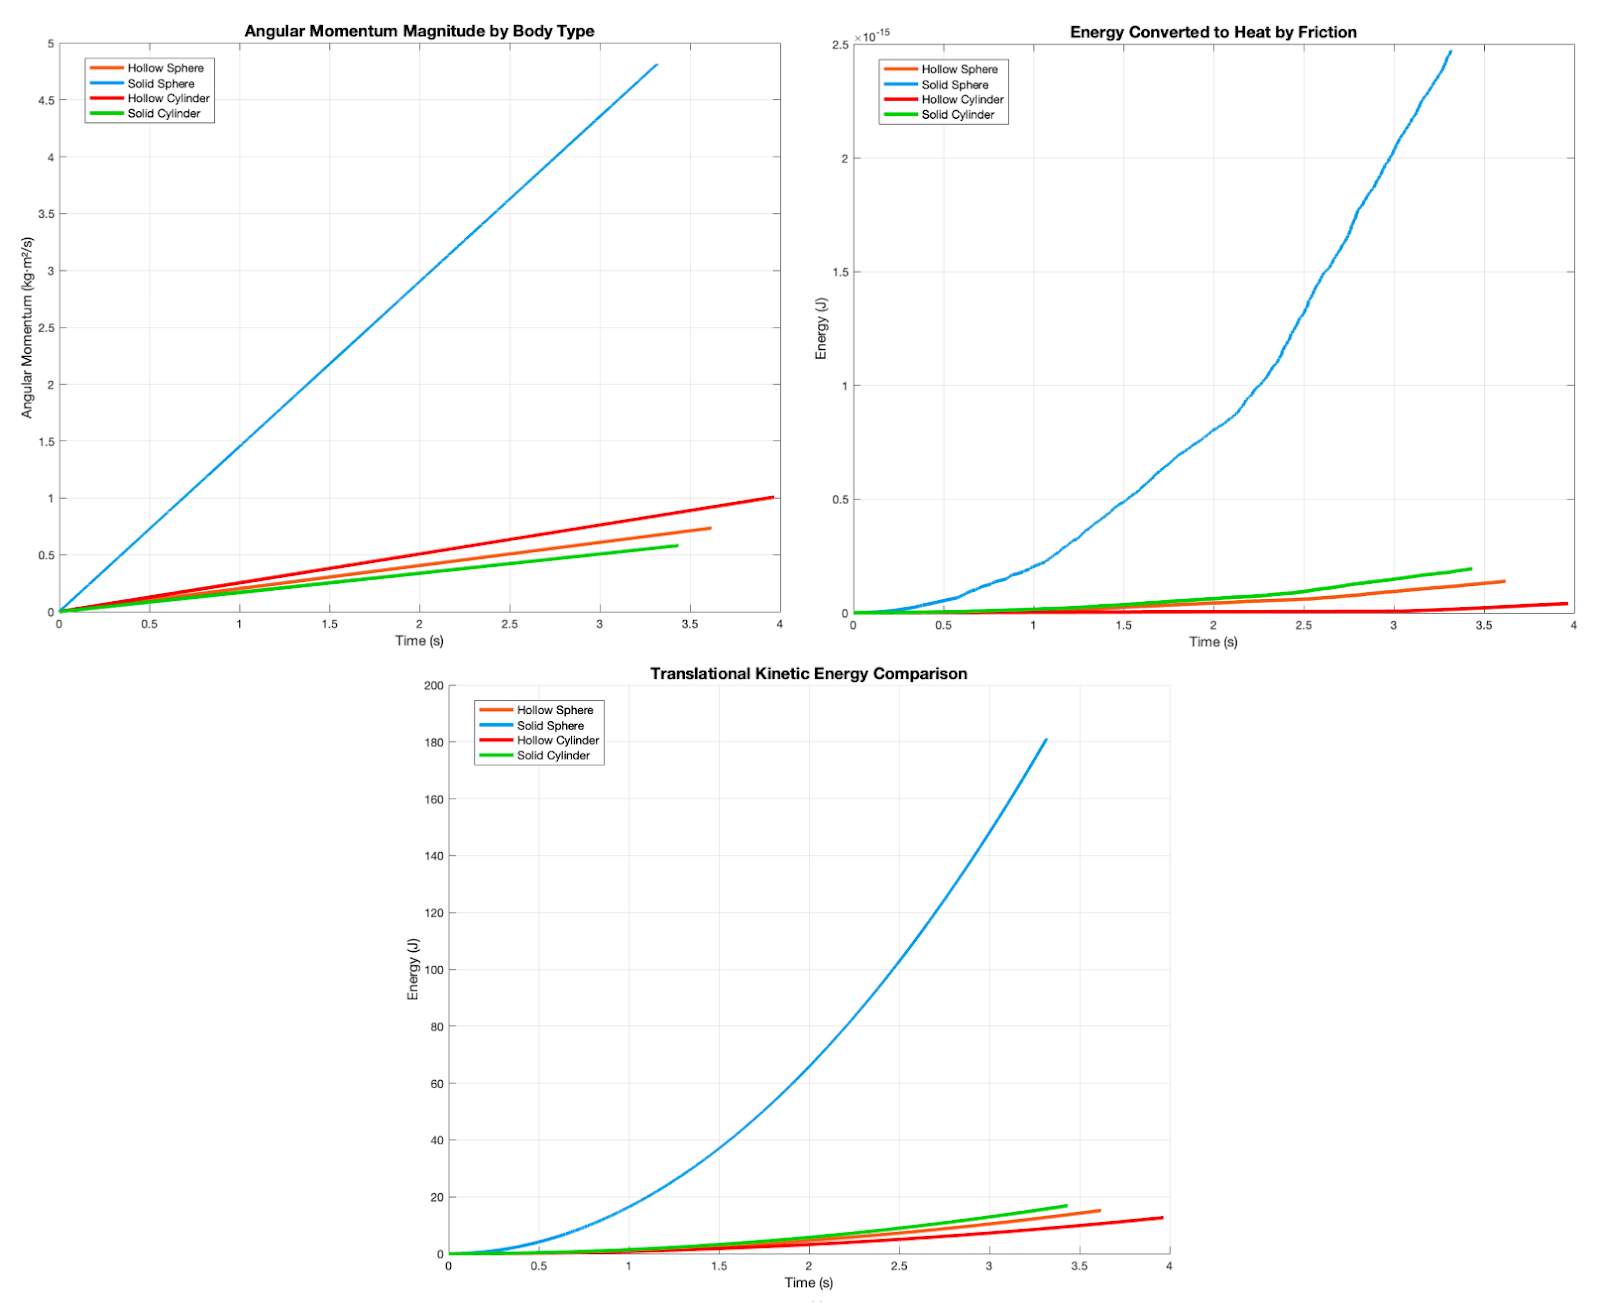 Angular Momentum Magnitude by Body Type
5
4.5
4
3.5
3
2.5
2
1.5
1
0.5
0
Angular Momentum (kg·m²/s)
Hollow Sphere
Solid Sphere
Hollow Cylinder
Solid Cylinder
0 0.5 1 1.5 2 2.5 3 3.5 4
Time (s)
Energy Converted to Heat by Friction
×10⁻¹⁵
2.5
2
1.5
1
0.5
0
Energy (J)
Hollow Sphere
Solid Sphere
Hollow Cylinder
Solid Cylinder
0 0.5 1 1.5 2 2.5 3 3.5 4
Time (s)
Translational Kinetic Energy Comparison
200
180
160
140
120
100
80
60
40
20
0
Energy (J)
Hollow Sphere
Solid Sphere
Hollow Cylinder
Solid Cylinder
0 0.5 1 1.5 2 2.5 3 3.5 4
Time (s)